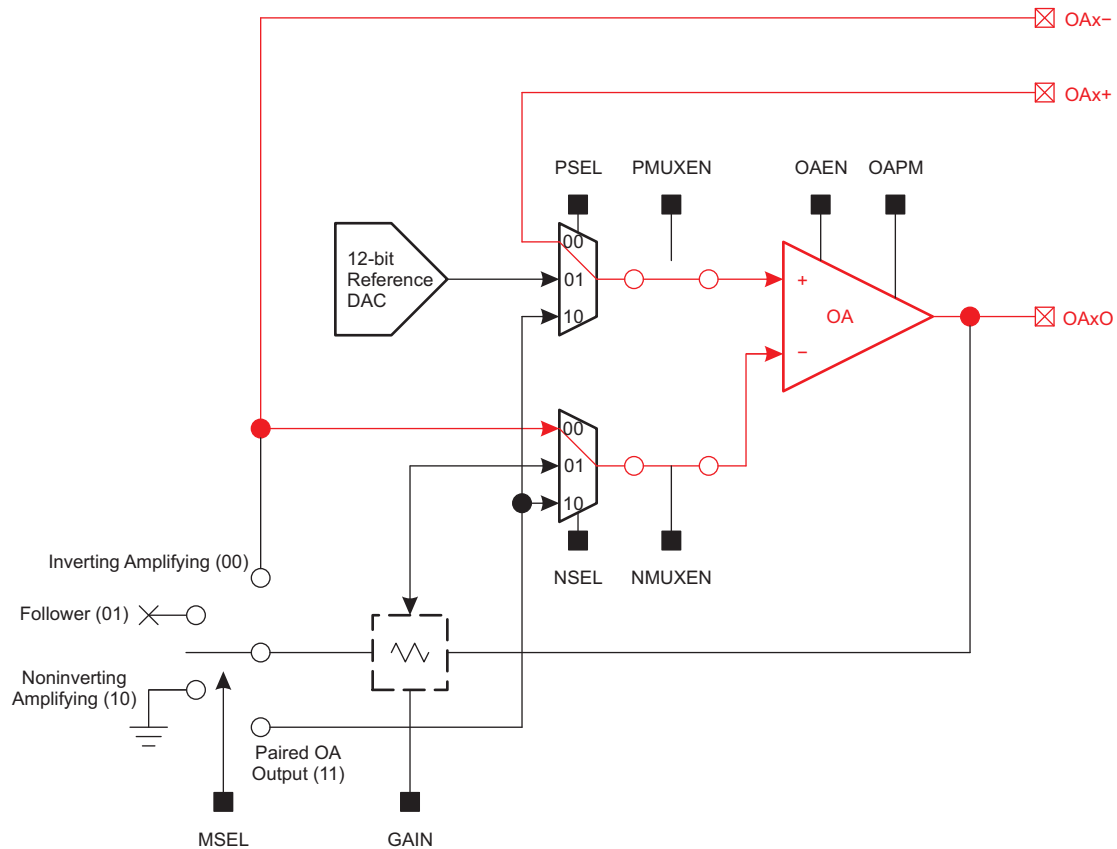 OAx−
OAx+
PSEL
PMUXEN
OAEN
OAPM
00
12-bit
Reference
DAC
01
+
10
OA
OAxO
−
00
01
10
Inverting Amplifying (00)
NSEL
NMUXEN
Follower (01)
Noninverting
Amplifying (10)
Paired OA
Output (11)
MSEL
GAIN